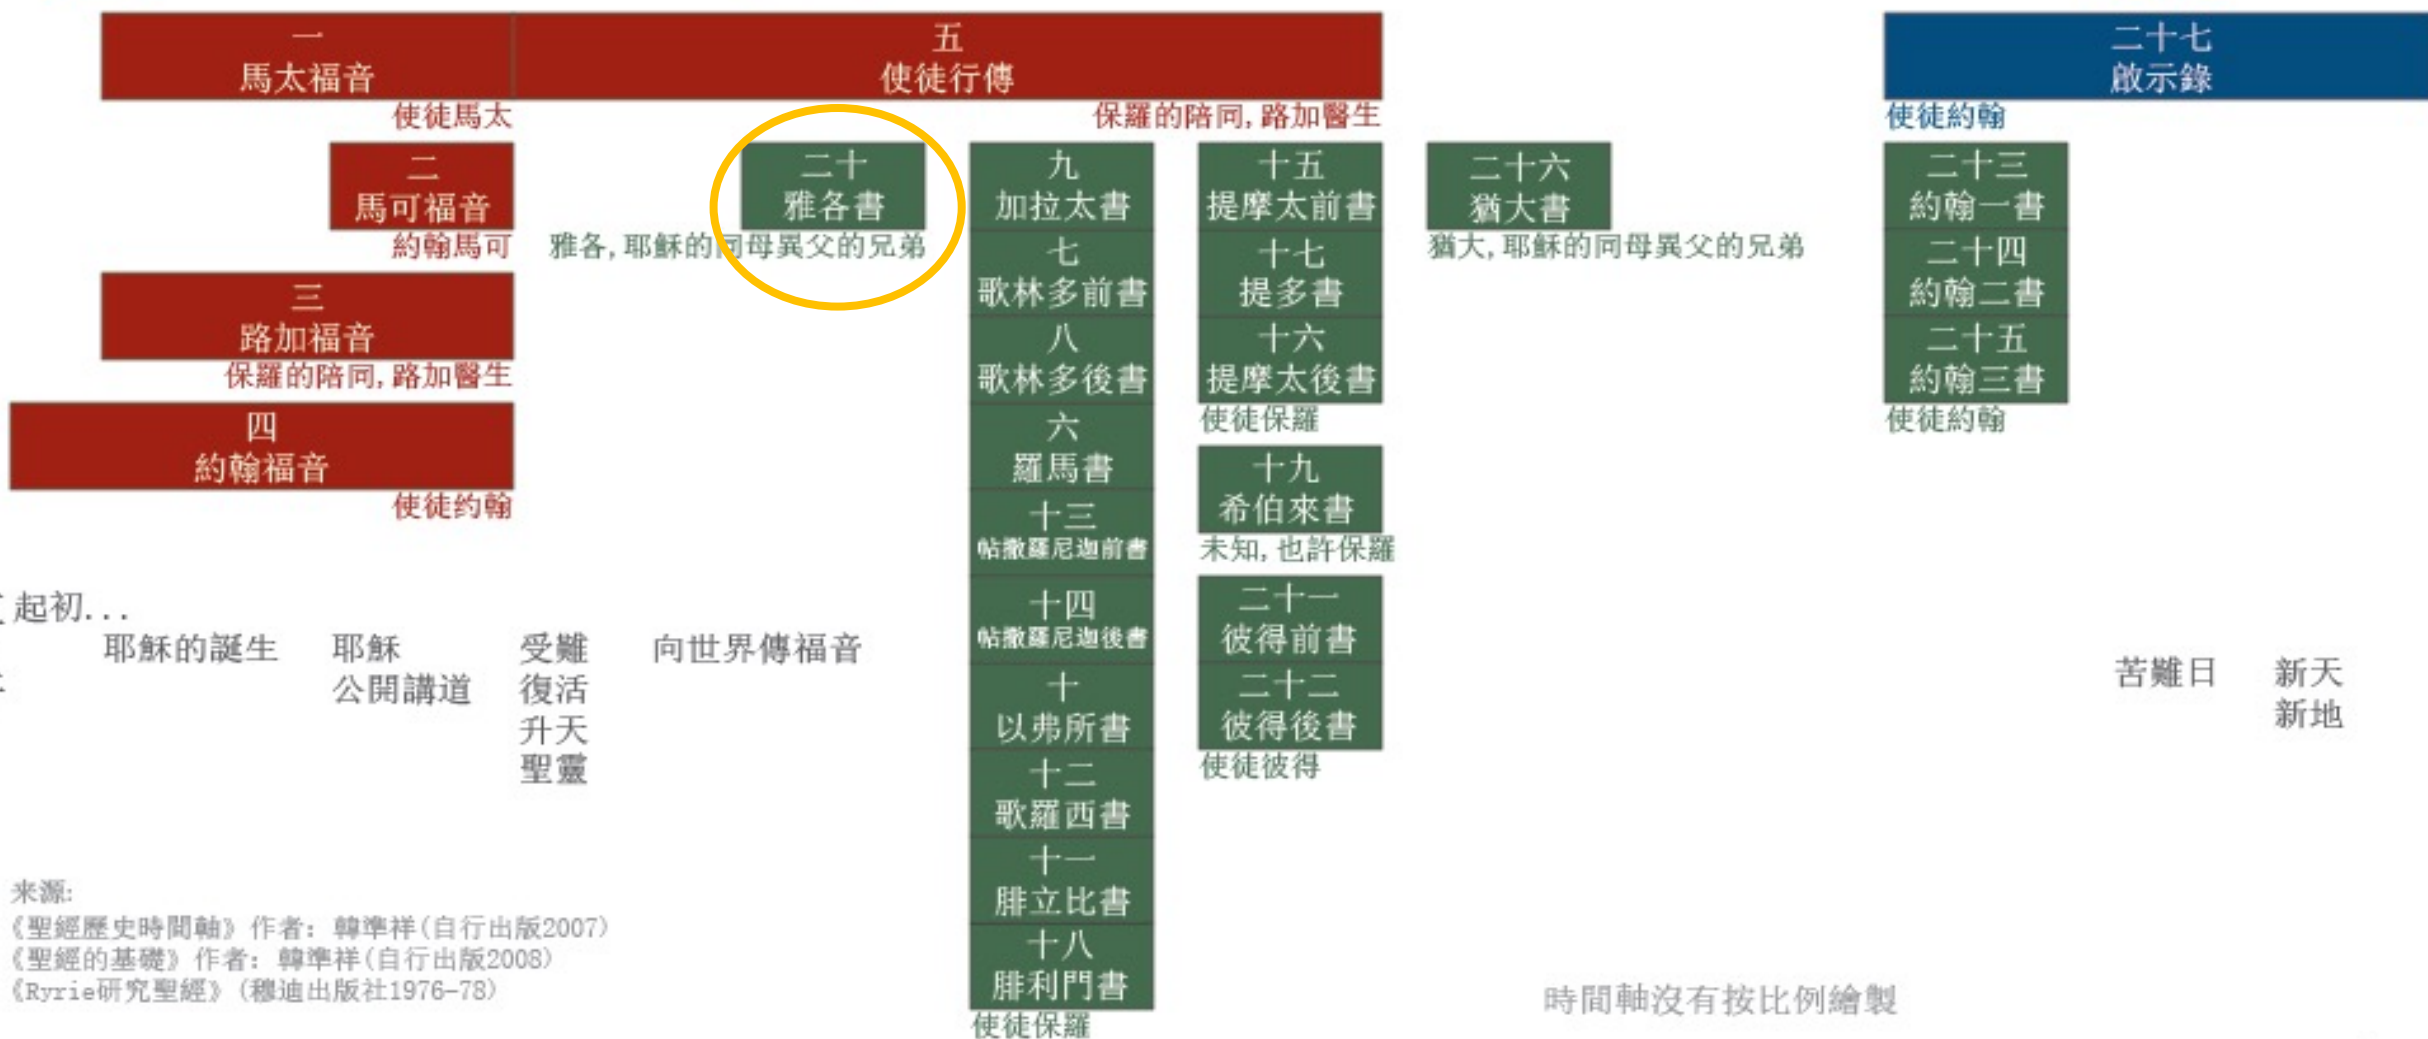 一
馬太福音
使徒馬太
二
馬可福音
約翰馬可
三
路加福音
保羅的陪同,路加醫生
四
約翰福音
使徒约翰
五
使徒行傳
保羅的陪同,路加醫生
二十
雅各書
雅各,耶穌的同母異父的兄弟
九
加拉太書
七
歌林多前書
八
歌林多後書
六
羅馬書
十三
帖撒羅尼迦前書
十四
帖撒羅尼迦後書
十
以弗所書
十二
歌羅西書
十一
腓立比書
十八
腓利門書
使徒保羅
十五
提摩太前書
十七
提多書
十六
提摩太後書
使徒保羅
十九
希伯來書
未知,也許保羅
二十一
彼得前書
二十二
彼得後書
使徒彼得
二十六
猶大書
猶大,耶穌的同母異父的兄弟
二十七
啟示錄
使徒約翰
二十三
約翰一書
二十四
約翰二書
二十五
約翰三書
使徒約翰
起初...
耶穌的誕生
耶穌
公開講道
受難
復活
升天
聖靈
向世界傳福音
苦難日
新天
新地
来源:
《聖經歷史時間軸》作者: 韓準祥(自行出版2007)
《聖經的基礎》作者: 韓準祥(自行出版2008)
《Ryrie研究聖經》(穆迪出版社1976-78)
時間軸沒有按比例繪製